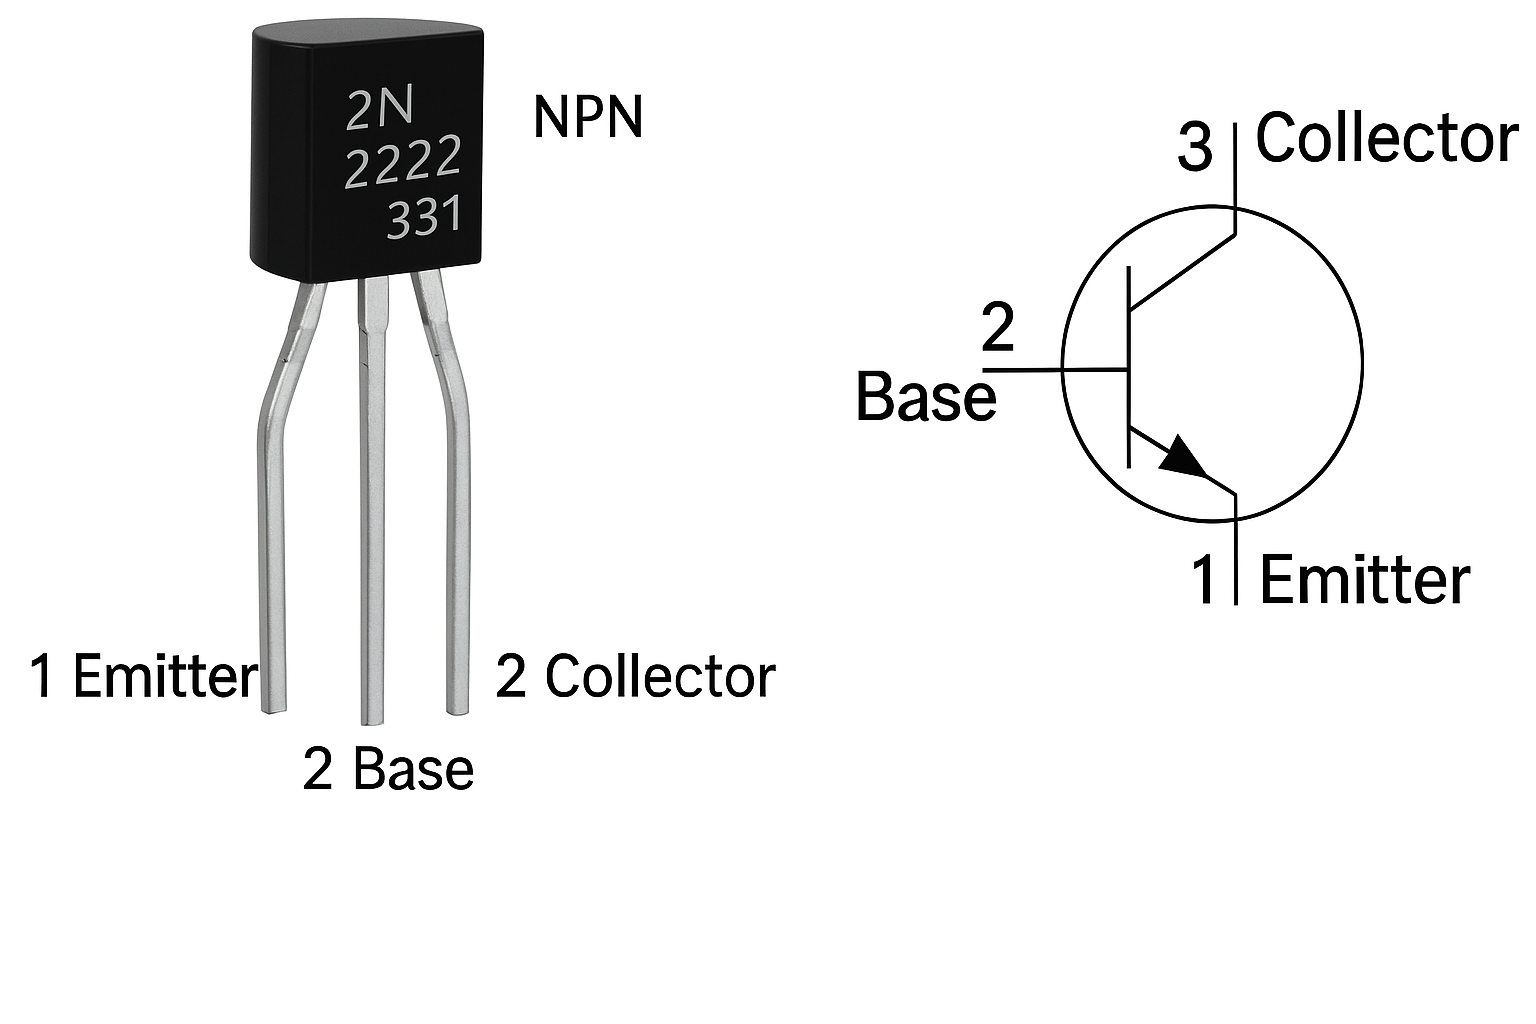 2N
2222
331
NPN
1 Emitter
2 Base
2 Collector
3 Collector
2
Base
1 Emitter